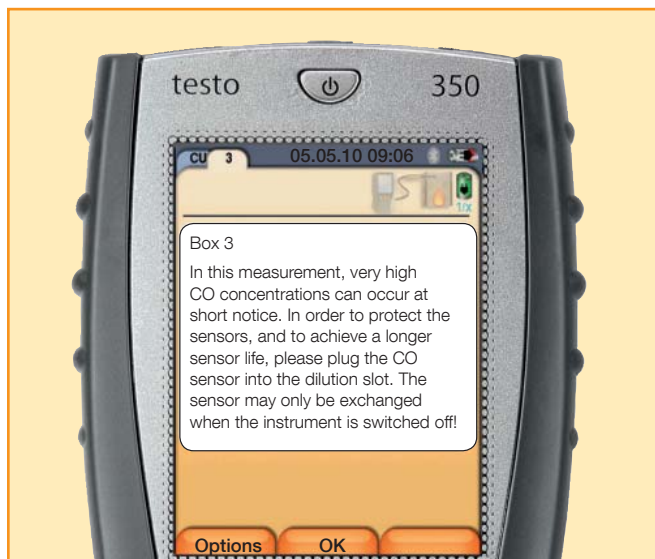 testo 350
CU 3 05.05.10 09:06
1/x
Box 3
In this measurement, very high
CO concentrations can occur at
short notice. In order to protect the
sensors, and to achieve a longer
sensor life, please plug the CO
sensor into the dilution slot. The
sensor may only be exchanged
when the instrument is switched off!
Options OK